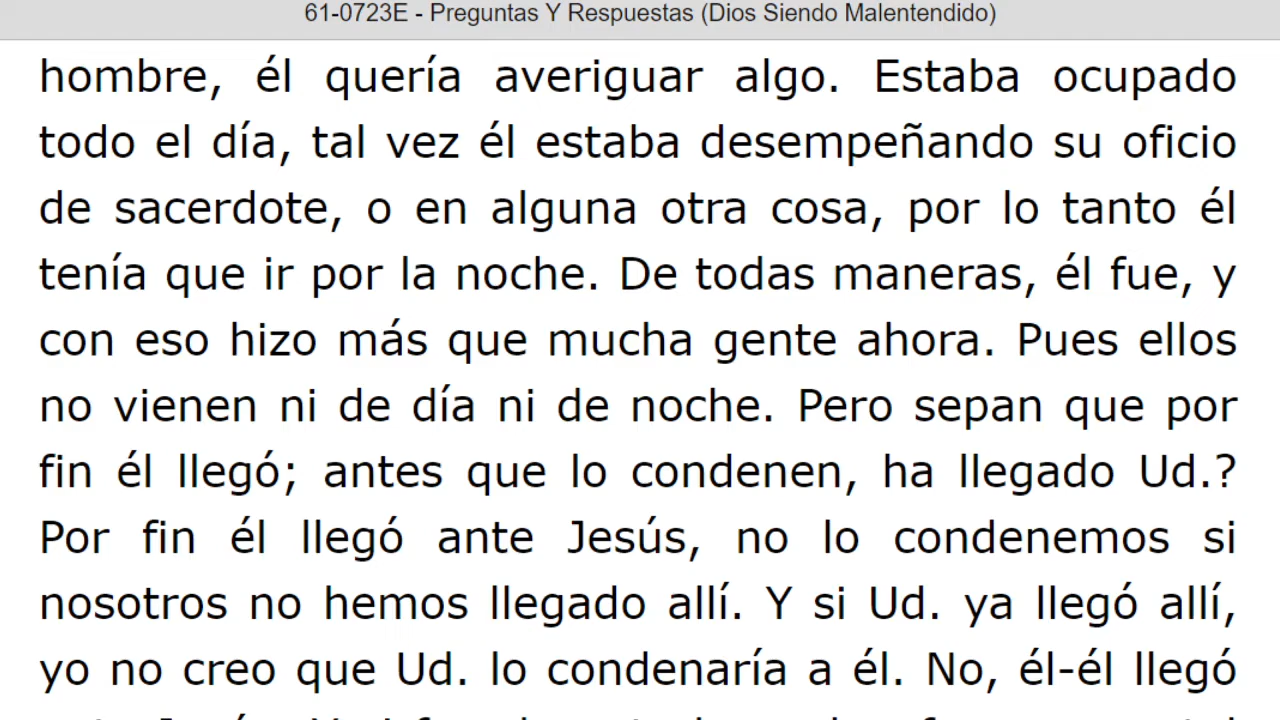 61-0723E - Preguntas Y Respuestas (Dios Siendo Malentendido)
hombre, él quería averiguar algo. Estaba ocupado
todo el día, tal vez él estaba desempeñando su oficio
de sacerdote, o en alguna otra cosa, por lo tanto él
tenía que ir por la noche. De todas maneras, él fue, y
con eso hizo más que mucha gente ahora. Pues ellos
no vienen ni de día ni de noche. Pero sepan que por
fin él llegó; antes que lo condenen, ha llegado Ud.?
Por fin él llegó ante Jesús, no lo condenemos si
nosotros no hemos llegado allí. Y si Ud. ya llegó allí,
yo no creo que Ud. lo condenaría a él. No, él-él llegó